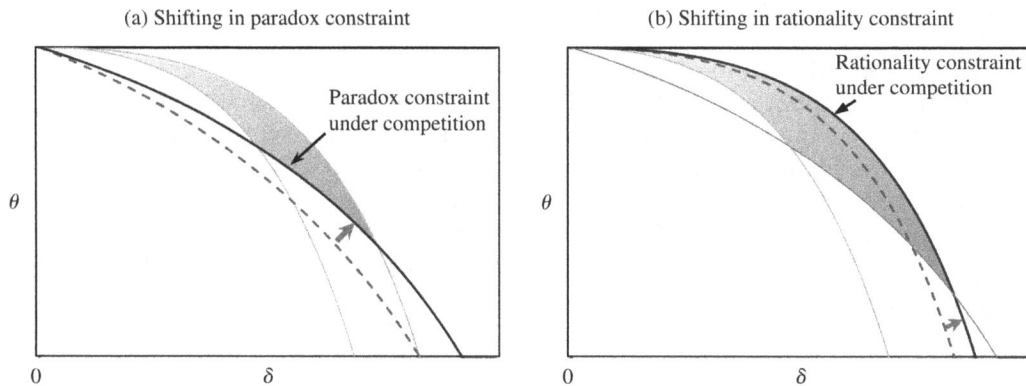 (a) Shifting in paradox constraint
Paradox constraint
under competition
θ
0
δ
(b) Shifting in rationality constraint
Rationality constraint
under competition
θ
0
δ